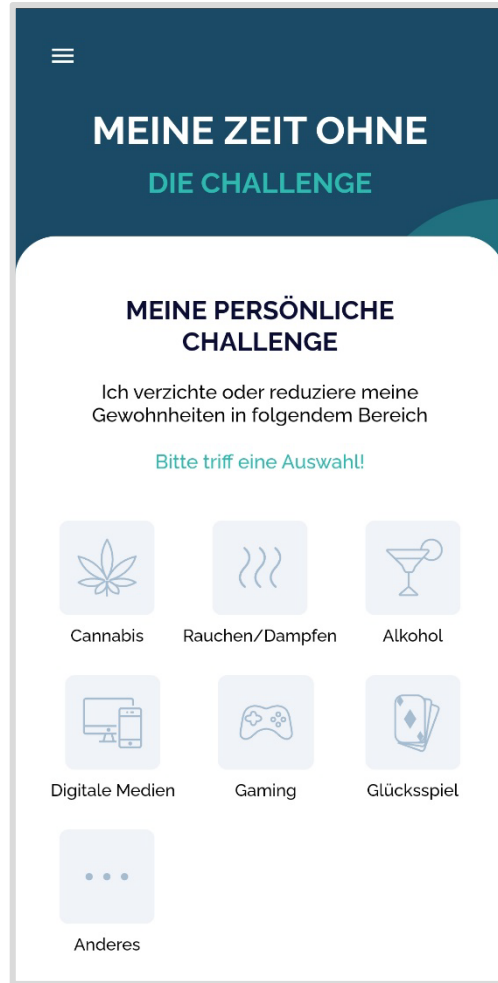 MEINE ZEIT OHNE
DIE CHALLENGE
MEINE PERSÖNLICHE
CHALLENGE
Ich verzichte oder reduziere meine
Gewohnheiten in folgendem Bereich
Bitte triff eine Auswahl!
Cannabis
Rauchen/Dampfen
Alkohol
Digitale Medien
Gaming
Glücksspiel
Anderes